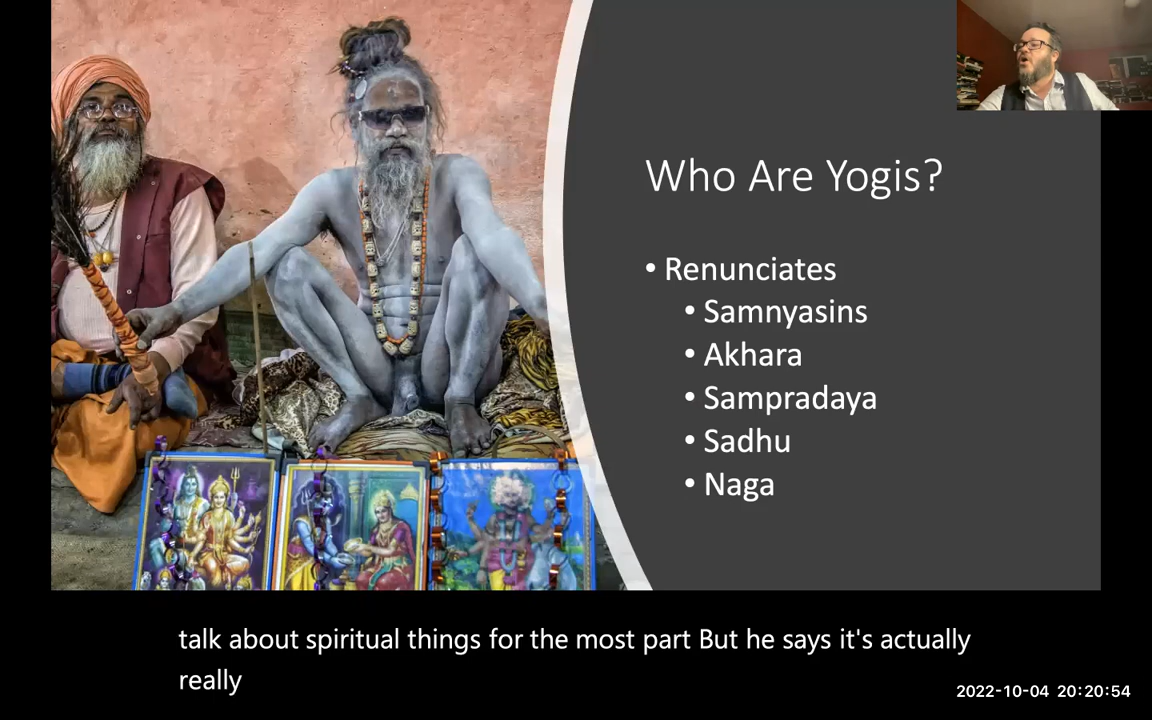 Who Are Yogis?
• Renunciates
• Samnyasins
• Akhara
• Sampradaya
• Sadhu
• Naga
talk about spiritual things for the most part But he says it's actually
really
2022-10-04 20:20:54